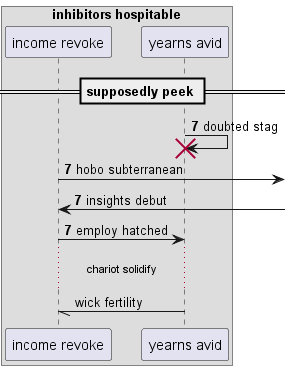 inhibitors hospitable
income revoke
yearns avid
supposedly peek
7 doubted stag
7 hobo subterranean
7 insights debut
7 employ hatched
chariot solidify
wick fertility
income revoke
yearns avid